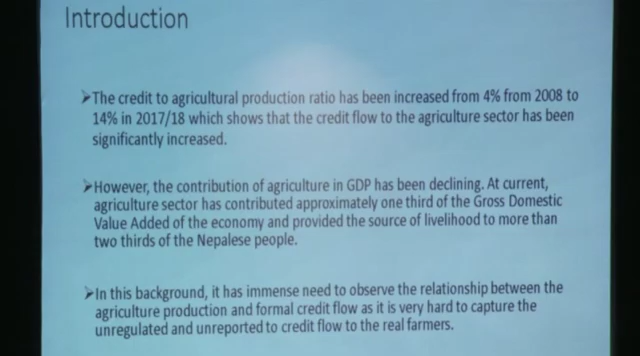 Introduction
➢The credit to agricultural production ratio has been increased from 4% from 2008 to
14% in 2017/18 which shows that the credit flow to the agriculture sector has been
significantly increased.
➢However, the contribution of agriculture in GDP has been declining. At current,
agriculture sector has contributed approximately one third of the Gross Domestic
Value Added of the economy and provided the source of livelihood to more than
two thirds of the Nepalese people.
➢In this background, it has immense need to observe the relationship between the
agriculture production and formal credit flow as it is very hard to capture the
unregulated and unreported to credit flow to the real farmers.